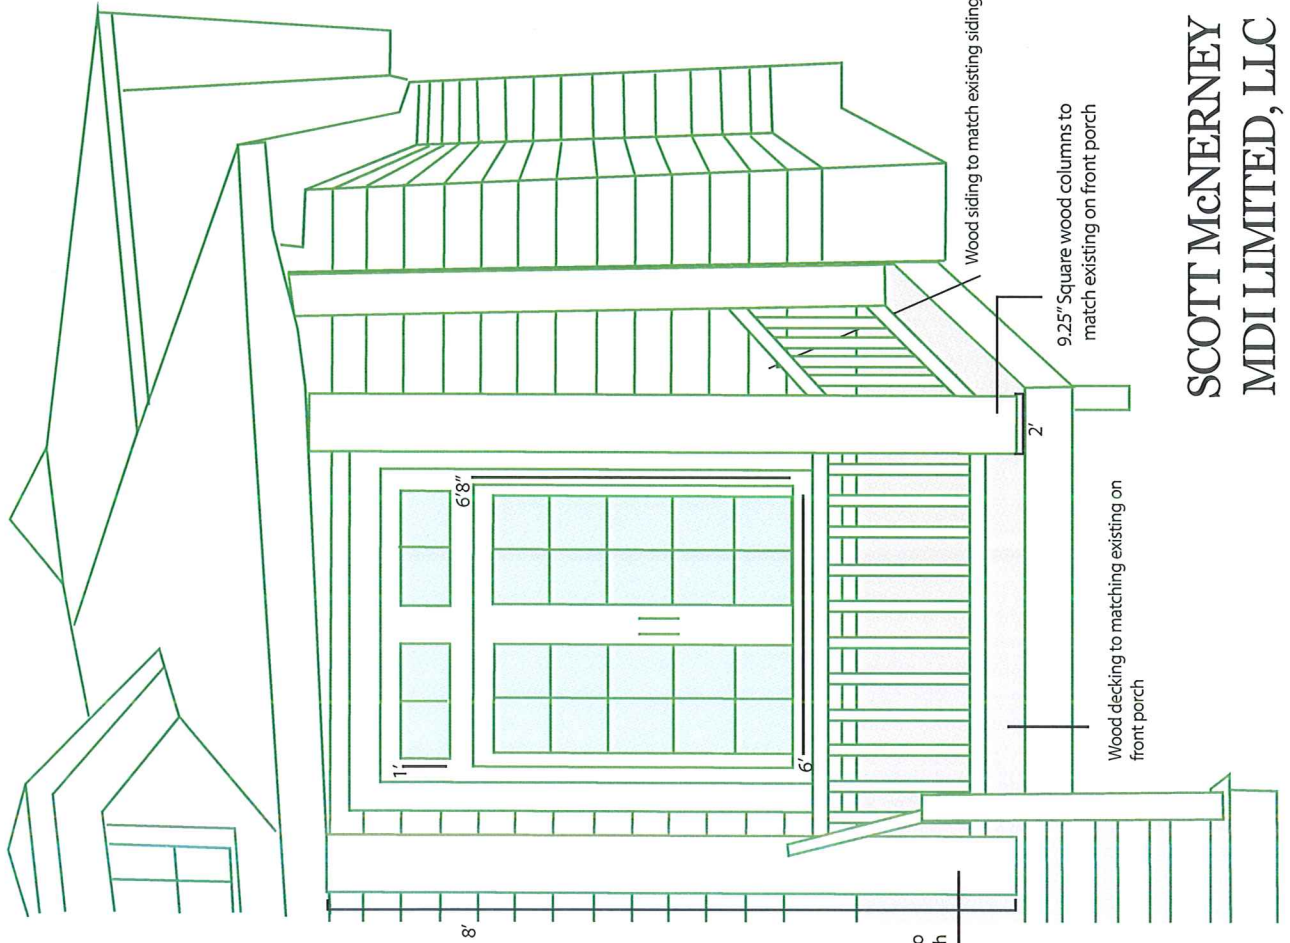 Wood siding to match existing siding
9.25" Square wood columns to
match existing on front porch
2'
6'8"
6'
1'
8'
Wood decking to matching existing on
front porch
SCOTT McNERNEY
MDI LIMITED, LLC